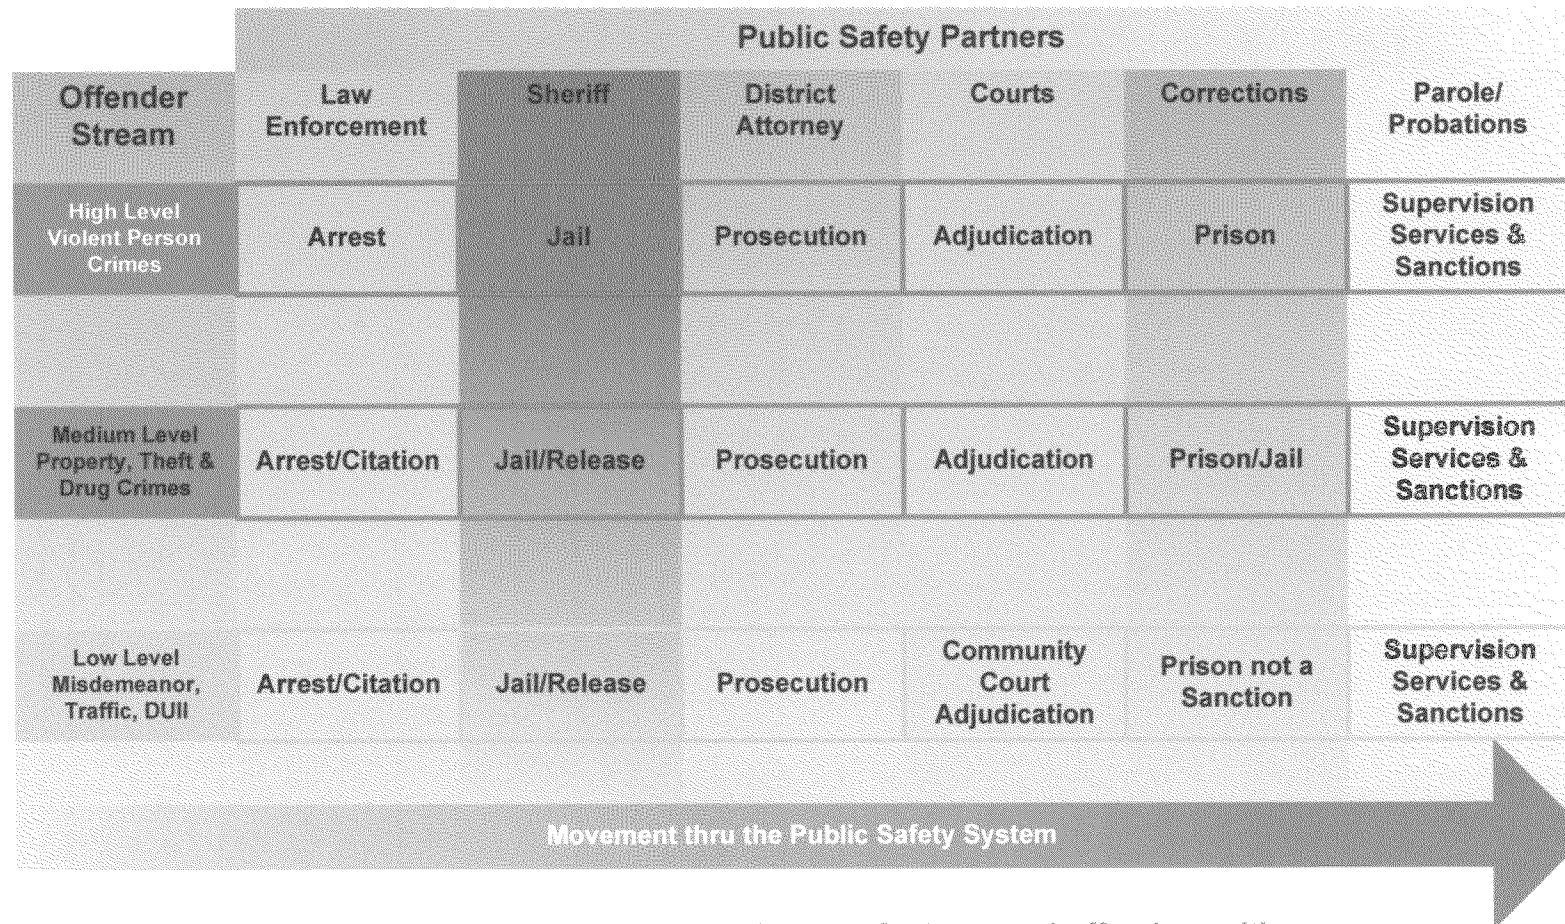 Public Safety Partners
Offender
Stream
Law
Enforcement
Sheriff
District
Attorney
Courts
Corrections
Parole/
Probations
High Level
Violent Person
Crimes
Arrest
Jail
Prosecution
Adjudication
Prison
Supervision
Services &
Sanctions
Medium Level
Property, Theft &
Drug Crimes
Arrest/Citation
Jail/Release
Prosecution
Adjudication
Prison/Jail
Supervision
Services &
Sanctions
Low Level
Misdemeanor,
Traffic, DUII
Arrest/Citation
Jail/Release
Prosecution
Community
Court
Adjudication
Prison not a
Sanction
Supervision
Services &
Sanctions
Movement thru the Public Safety System